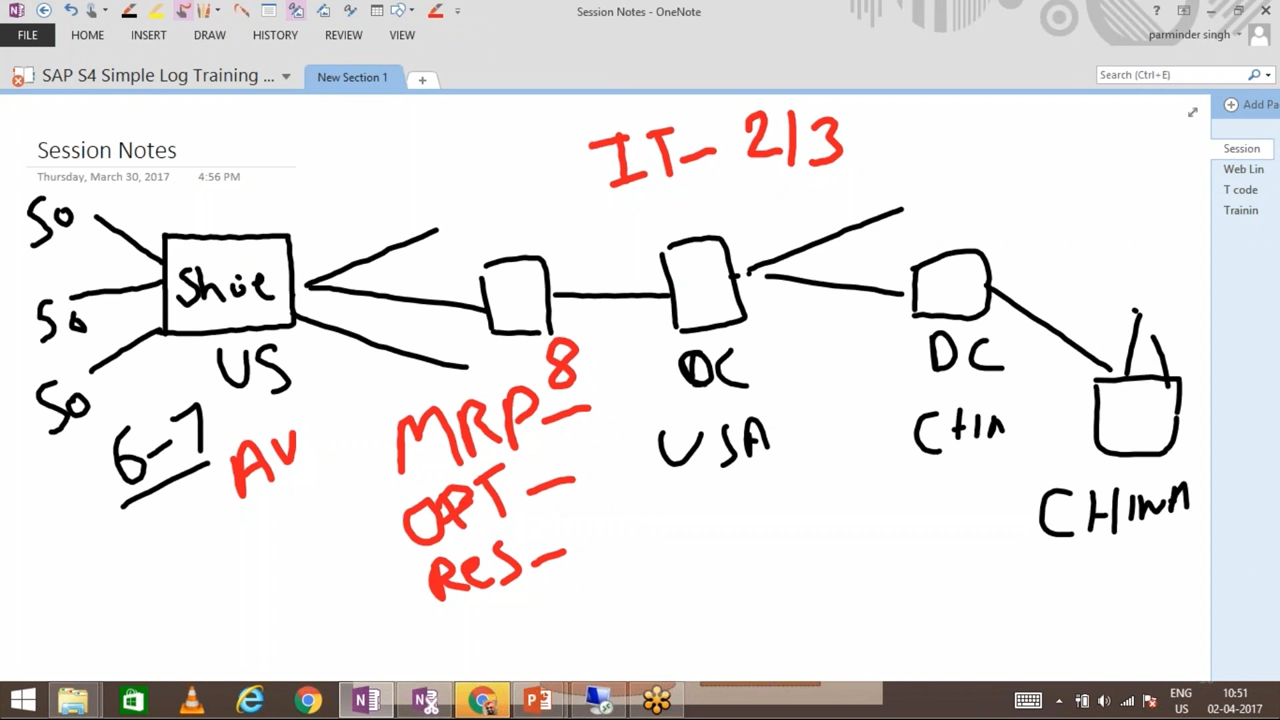 Session Notes - OneNote
?
parminder singh
FILE
HOME
INSERT
DRAW
HISTORY
REVIEW
VIEW
SAP S4 Simple Log Training ...
New Section 1
+
Search (Ctrl+E)
Add Pa
Session
Web Lin
T code
Trainin
Session Notes
Thursday, March 30, 2017 4:56 PM
IT- 2/3
SO
SO
SO
Shoe
US
6-7
AV
8
MRP-
OPT-
Res-
DC
USA
DC
CHIN
CHINA
ENG
US
10:51
02-04-2017